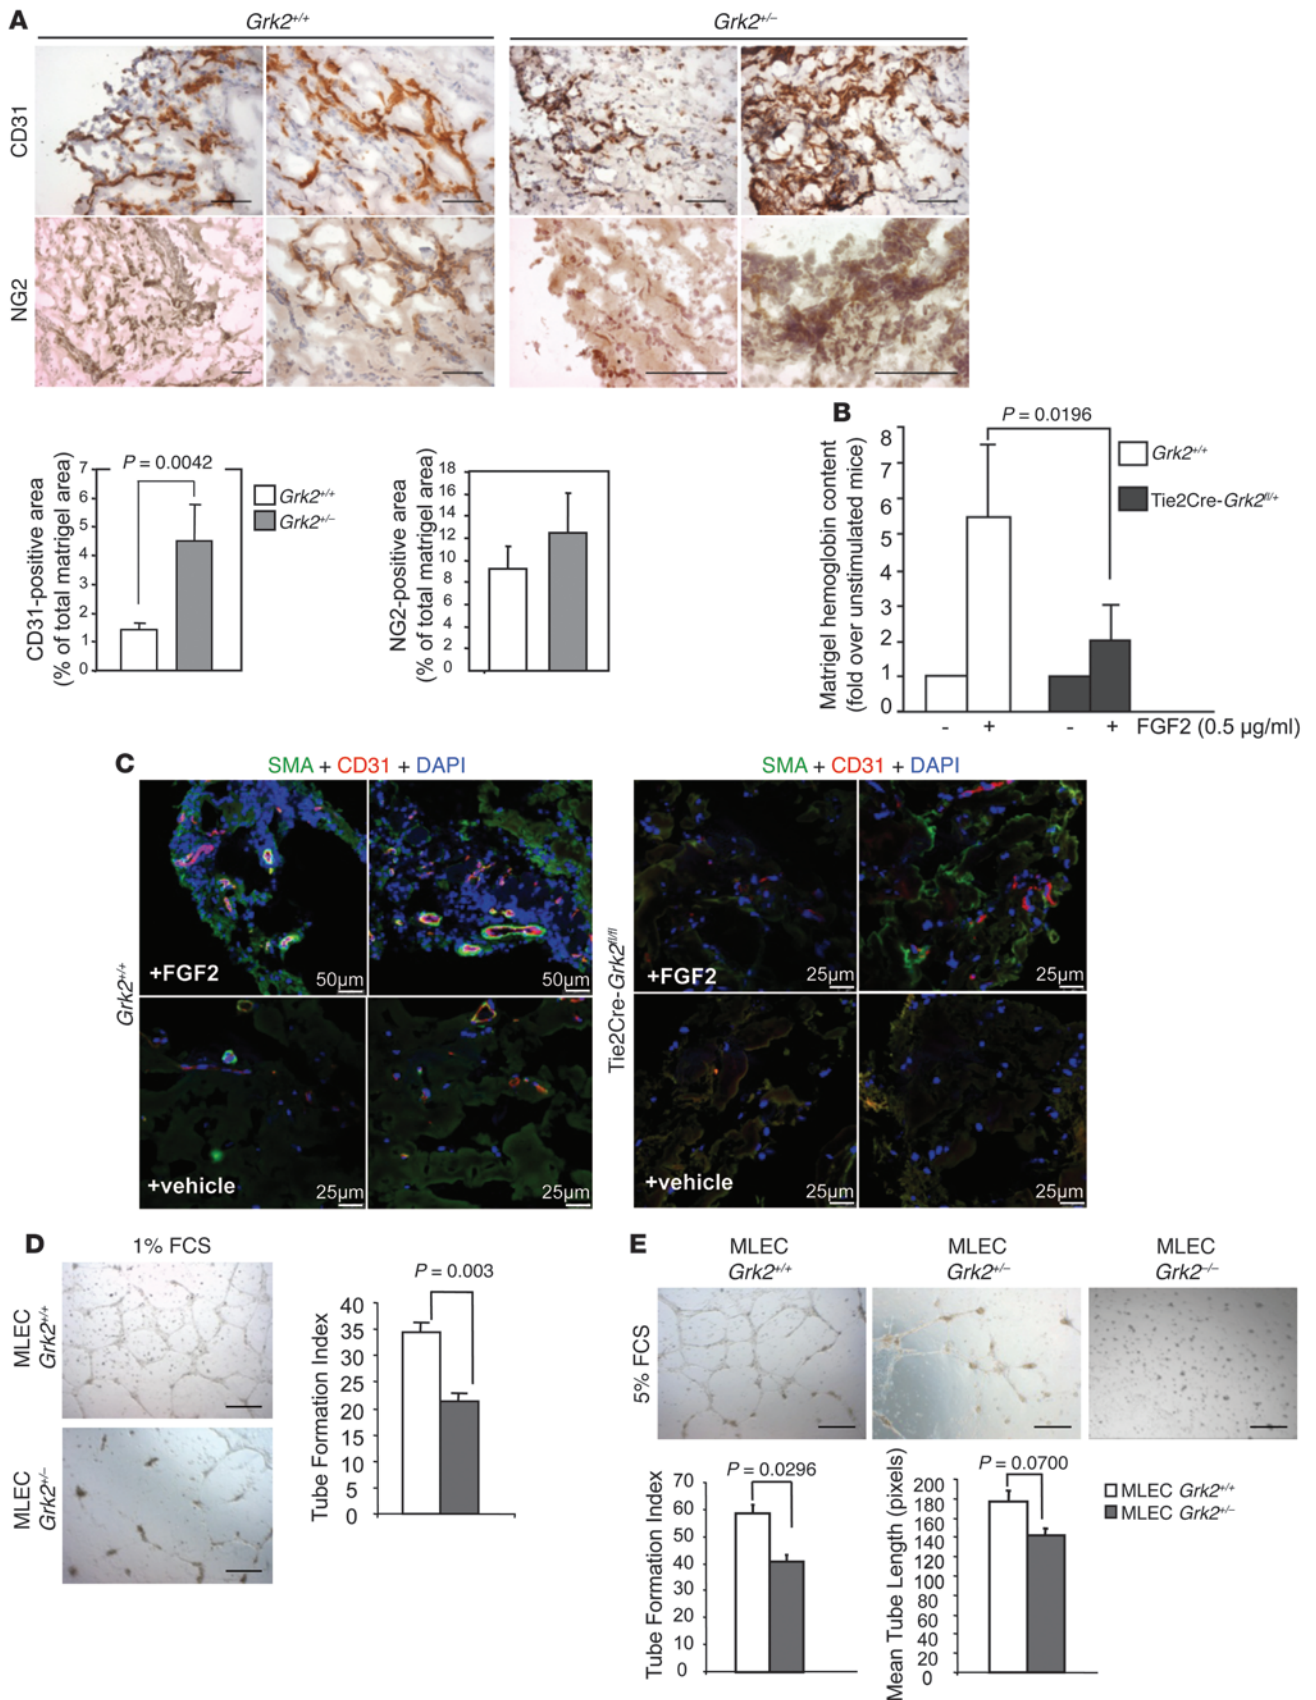 A
Grk2+/+
Grk2+/–
CD31
NG2
CD31-positive area
(% of total matrigel area)
7
6
5
4
3
2
1
0
P = 0.0042
Grk2+/+
Grk2+/–
NG2-positive area
(% of total matrigel area)
18
16
14
12
10
8
6
4
2
0
B
P = 0.0196
Matrigel hemoglobin content
(fold over unstimulated mice)
8
7
6
5
4
3
2
1
0
Grk2+/+
Tie2Cre-Grk2fl/+
- + - + FGF2 (0.5 µg/ml)
C
SMA + CD31 + DAPI
SMA + CD31 + DAPI
Grk2+/+
+FGF2
50µm
50µm
+vehicle
25µm
25µm
Tie2Cre-Grk2fl/fl
+FGF2
25µm
25µm
+vehicle
25µm
25µm
D
1% FCS
MLEC
Grk2+/+
MLEC
Grk2+/–
P = 0.003
Tube Formation Index
40
35
30
25
20
15
10
5
0
E
MLEC
Grk2+/+
MLEC
Grk2+/–
MLEC
Grk2–/–
5% FCS
Tube Formation Index
70
60
50
40
30
20
10
0
P = 0.0296
Mean Tube Length (pixels)
200
180
160
140
120
100
80
60
40
20
0
P = 0.0700
MLEC Grk2+/+
MLEC Grk2+/–